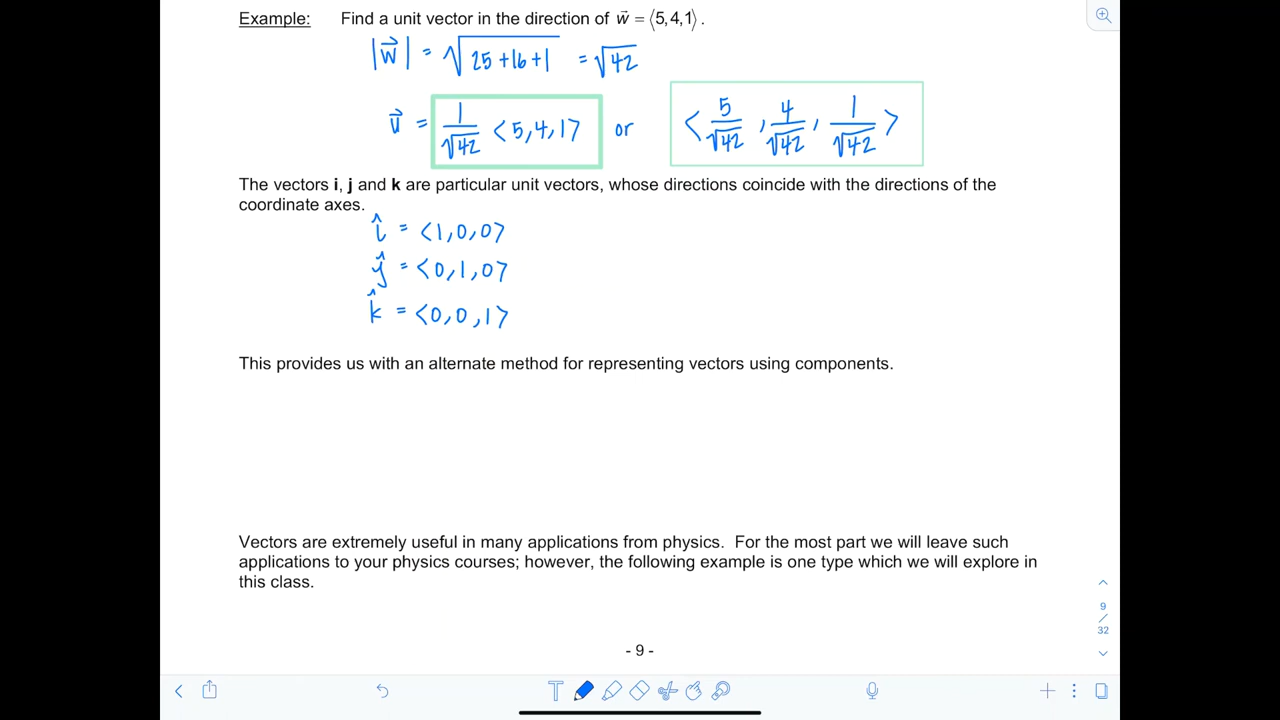 Example: Find a unit vector in the direction of w⃗ = ⟨5,4,1⟩.
|w⃗| = √(25+16+1) = √42
u⃗ = 1/√42 <5,4,1> or <5/√42, 4/√42, 1/√42>
The vectors i, j and k are particular unit vectors, whose directions coincide with the directions of the
coordinate axes.
î = <1,0,0>
ĵ = <0,1,0>
k̂ = <0,0,1>
This provides us with an alternate method for representing vectors using components.
Vectors are extremely useful in many applications from physics. For the most part we will leave such
applications to your physics courses; however, the following example is one type which we will explore in
this class.
9
/
32
- 9 -
T